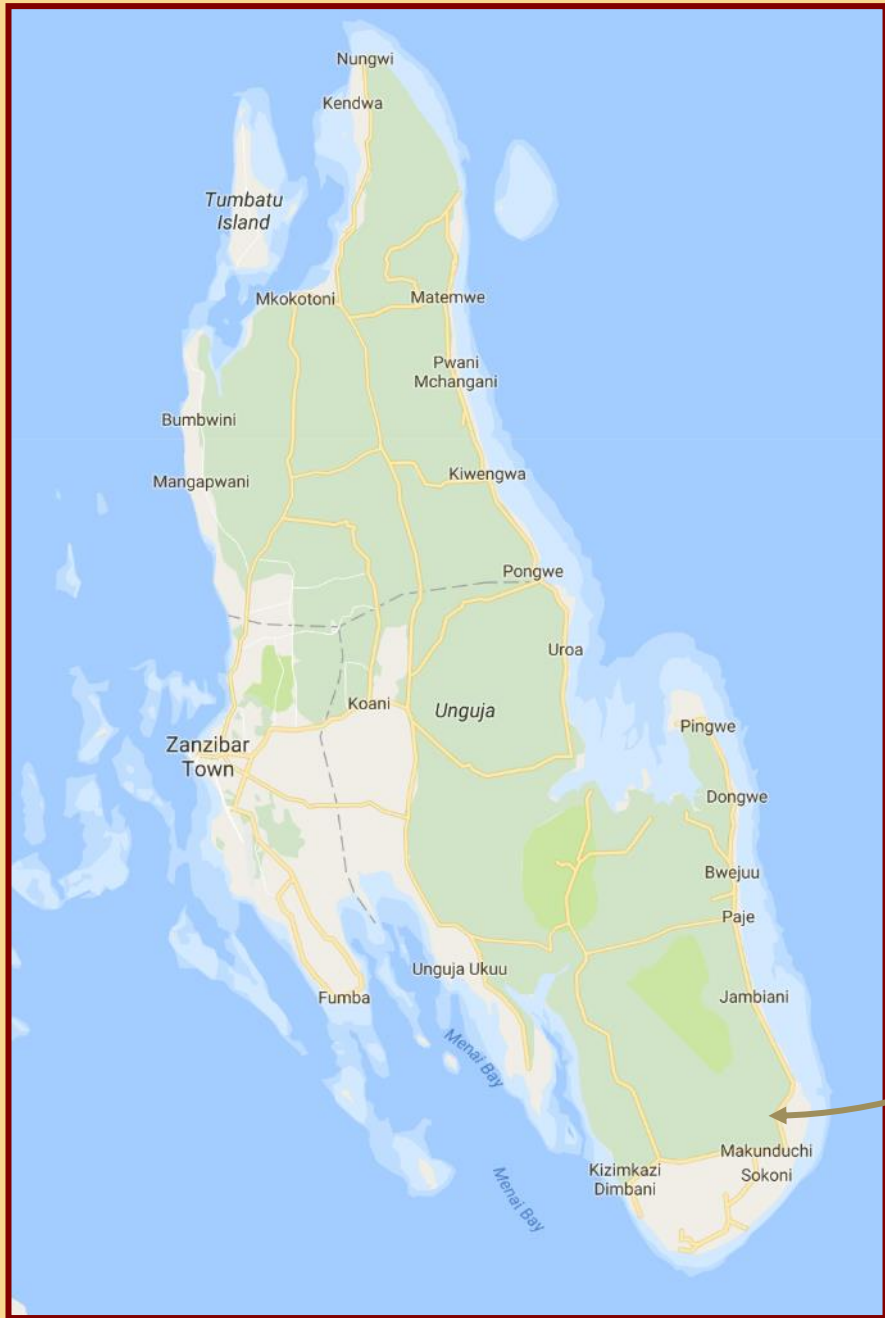 Nungwi
Kendwa
Tumbatu
Island
Mkokotoni
Matemwe
Pwani
Mchangani
Bumbwini
Kiwengwa
Mangapwani
Pongwe
Uroa
Koani
Unguja
Pingwe
Zanzibar
Town
Dongwe
Bwejuu
Paje
Unguja Ukuu
Fumba
Jambiani
Menai Bay
Makunduchi
Kizimkazi
Dimbani
Sokoni
Menai Bay